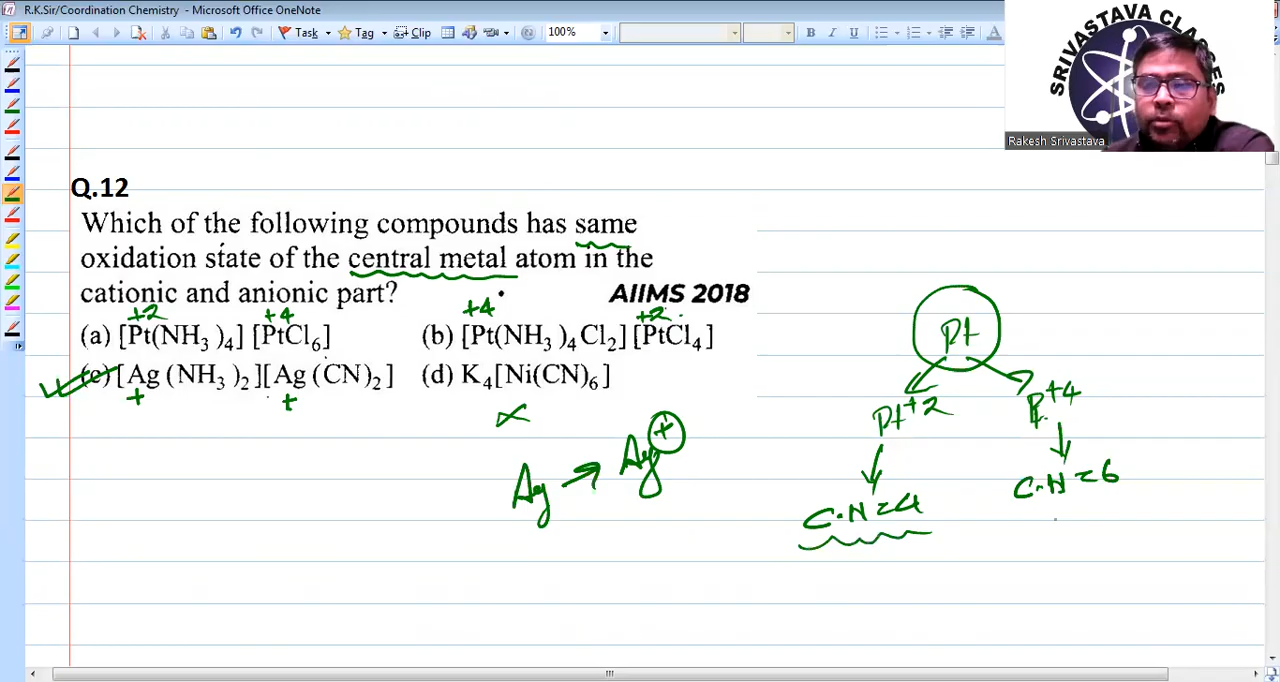 R.K.Sir/Coordination Chemistry - Microsoft Office OneNote
Task Tag Clip 100% B I U A
SRIVASTAVA CLASSES
Rakesh Srivastava
Q.12
Which of the following compounds has same
oxidation state of the central metal atom in the
cationic and anionic part?
AIIMS 2018
+2 +4 +4 +2
(a) [Pt(NH₃)₄] [PtCl₆] (b) [Pt(NH₃)₄Cl₂] [PtCl₄]
(c) [Ag(NH₃)₂][Ag(CN)₂] (d) K₄[Ni(CN)₆]
+ +
Ag → Ag⁺
Pt
Pt⁺² Pt⁺⁴
C.N=4 C.N=6